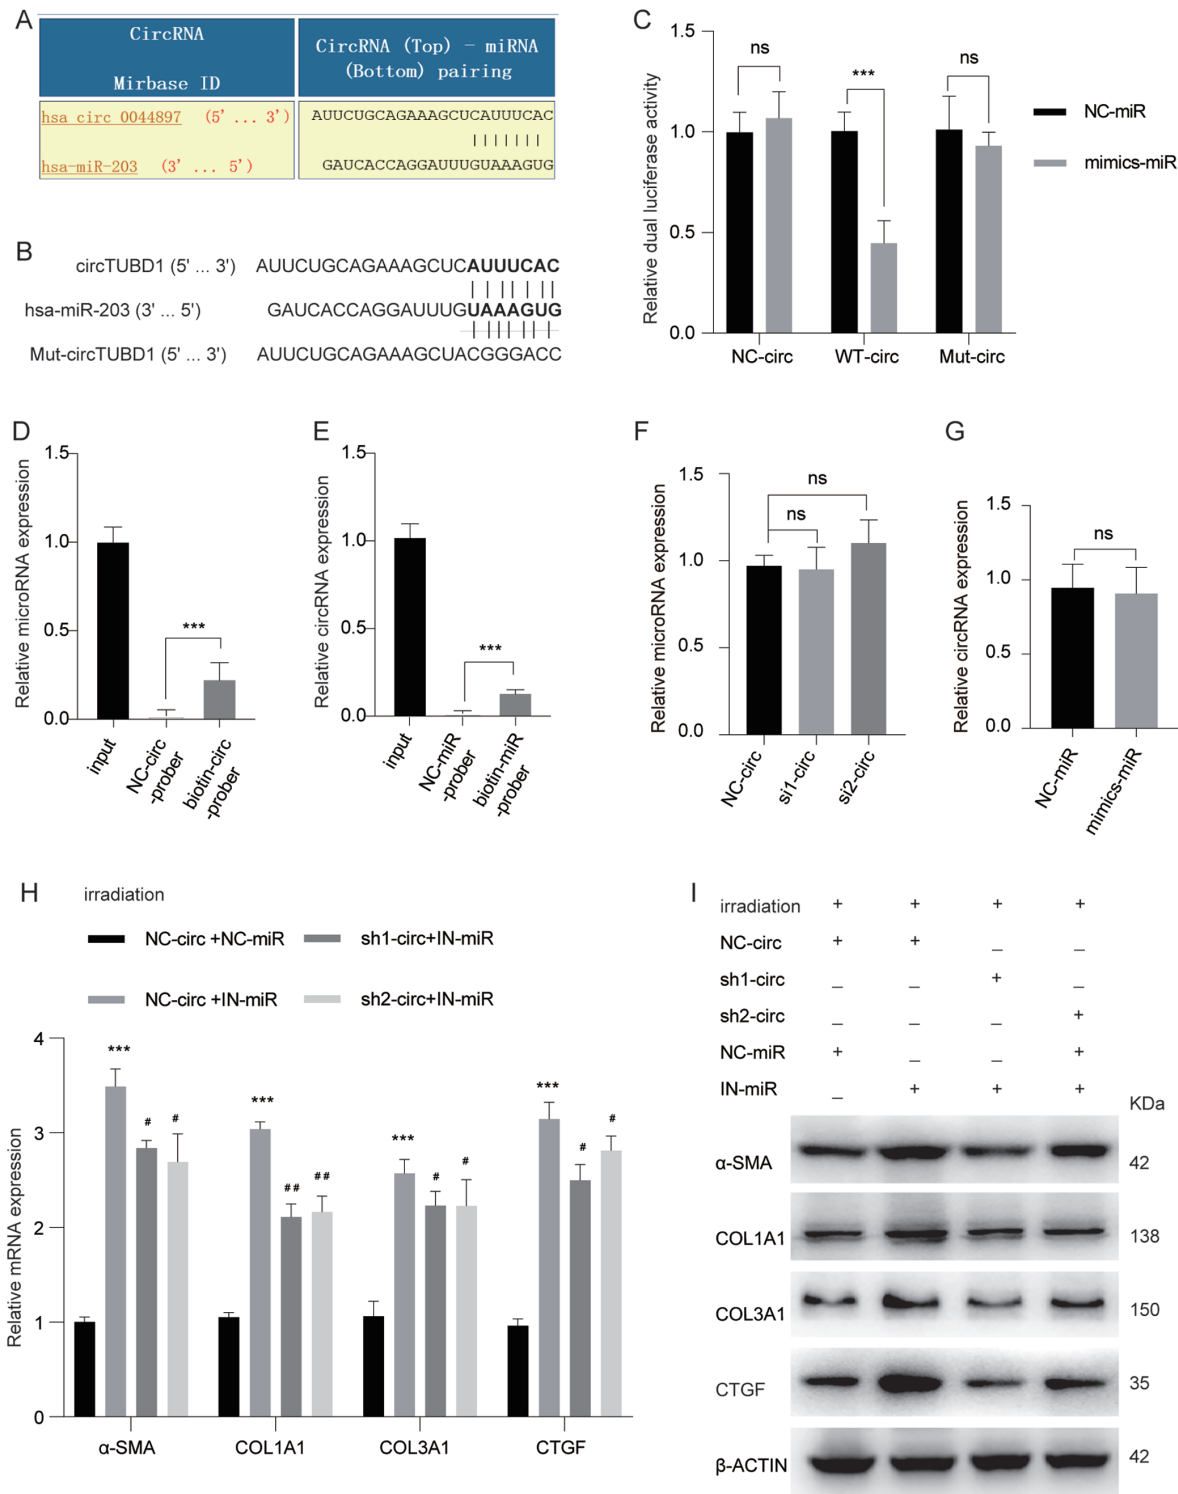 A
CircRNA
Mirbase ID
CircRNA (Top) - miRNA
(Bottom) pairing
hsa_circ_0044897 (5' ... 3')
AUUCUGCAGAAAGCUCAUUUCAC
hsa-miR-203 (3' ... 5')
GAUCACCAGGAUUUGUAAAGUG
B
circTUBD1 (5' ... 3') AUUCUGCAGAAAGCUCAUUUCAC
hsa-miR-203 (3' ... 5') GAUCACCAGGAUUUGUAAAGUG
Mut-circTUBD1 (5' ... 3') AUUCUGCAGAAAGCUACGGGACC
C
Relative dual luciferase activity
1.5
1.0
0.5
0.0
ns
***
ns
NC-circ
WT-circ
Mut-circ
NC-miR
mimics-miR
D
Relative microRNA expression
1.5
1.0
0.5
0.0
***
input
NC-circ
-prober
biotin-circ
-prober
E
Relative circRNA expression
1.5
1.0
0.5
0.0
***
input
NC-miR
-prober
biotin-miR
-prober
F
Relative microRNA expression
1.5
1.0
0.5
0.0
ns
ns
NC-circ
si1-circ
si2-circ
G
Relative circRNA expression
1.5
1.0
0.5
0.0
ns
NC-miR
mimics-miR
H
irradiation
NC-circ +NC-miR
sh1-circ+IN-miR
NC-circ +IN-miR
sh2-circ+IN-miR
Relative mRNA expression
4
3
2
1
0
*** # #
*** ## ##
*** # #
*** # #
α-SMA
COL1A1
COL3A1
CTGF
I
irradiation + + + +
NC-circ + + _ _
sh1-circ _ _ + _
sh2-circ _ _ _ +
NC-miR + _ _ +
IN-miR _ + + +
KDa
α-SMA 42
COL1A1 138
COL3A1 150
CTGF 35
β-ACTIN 42